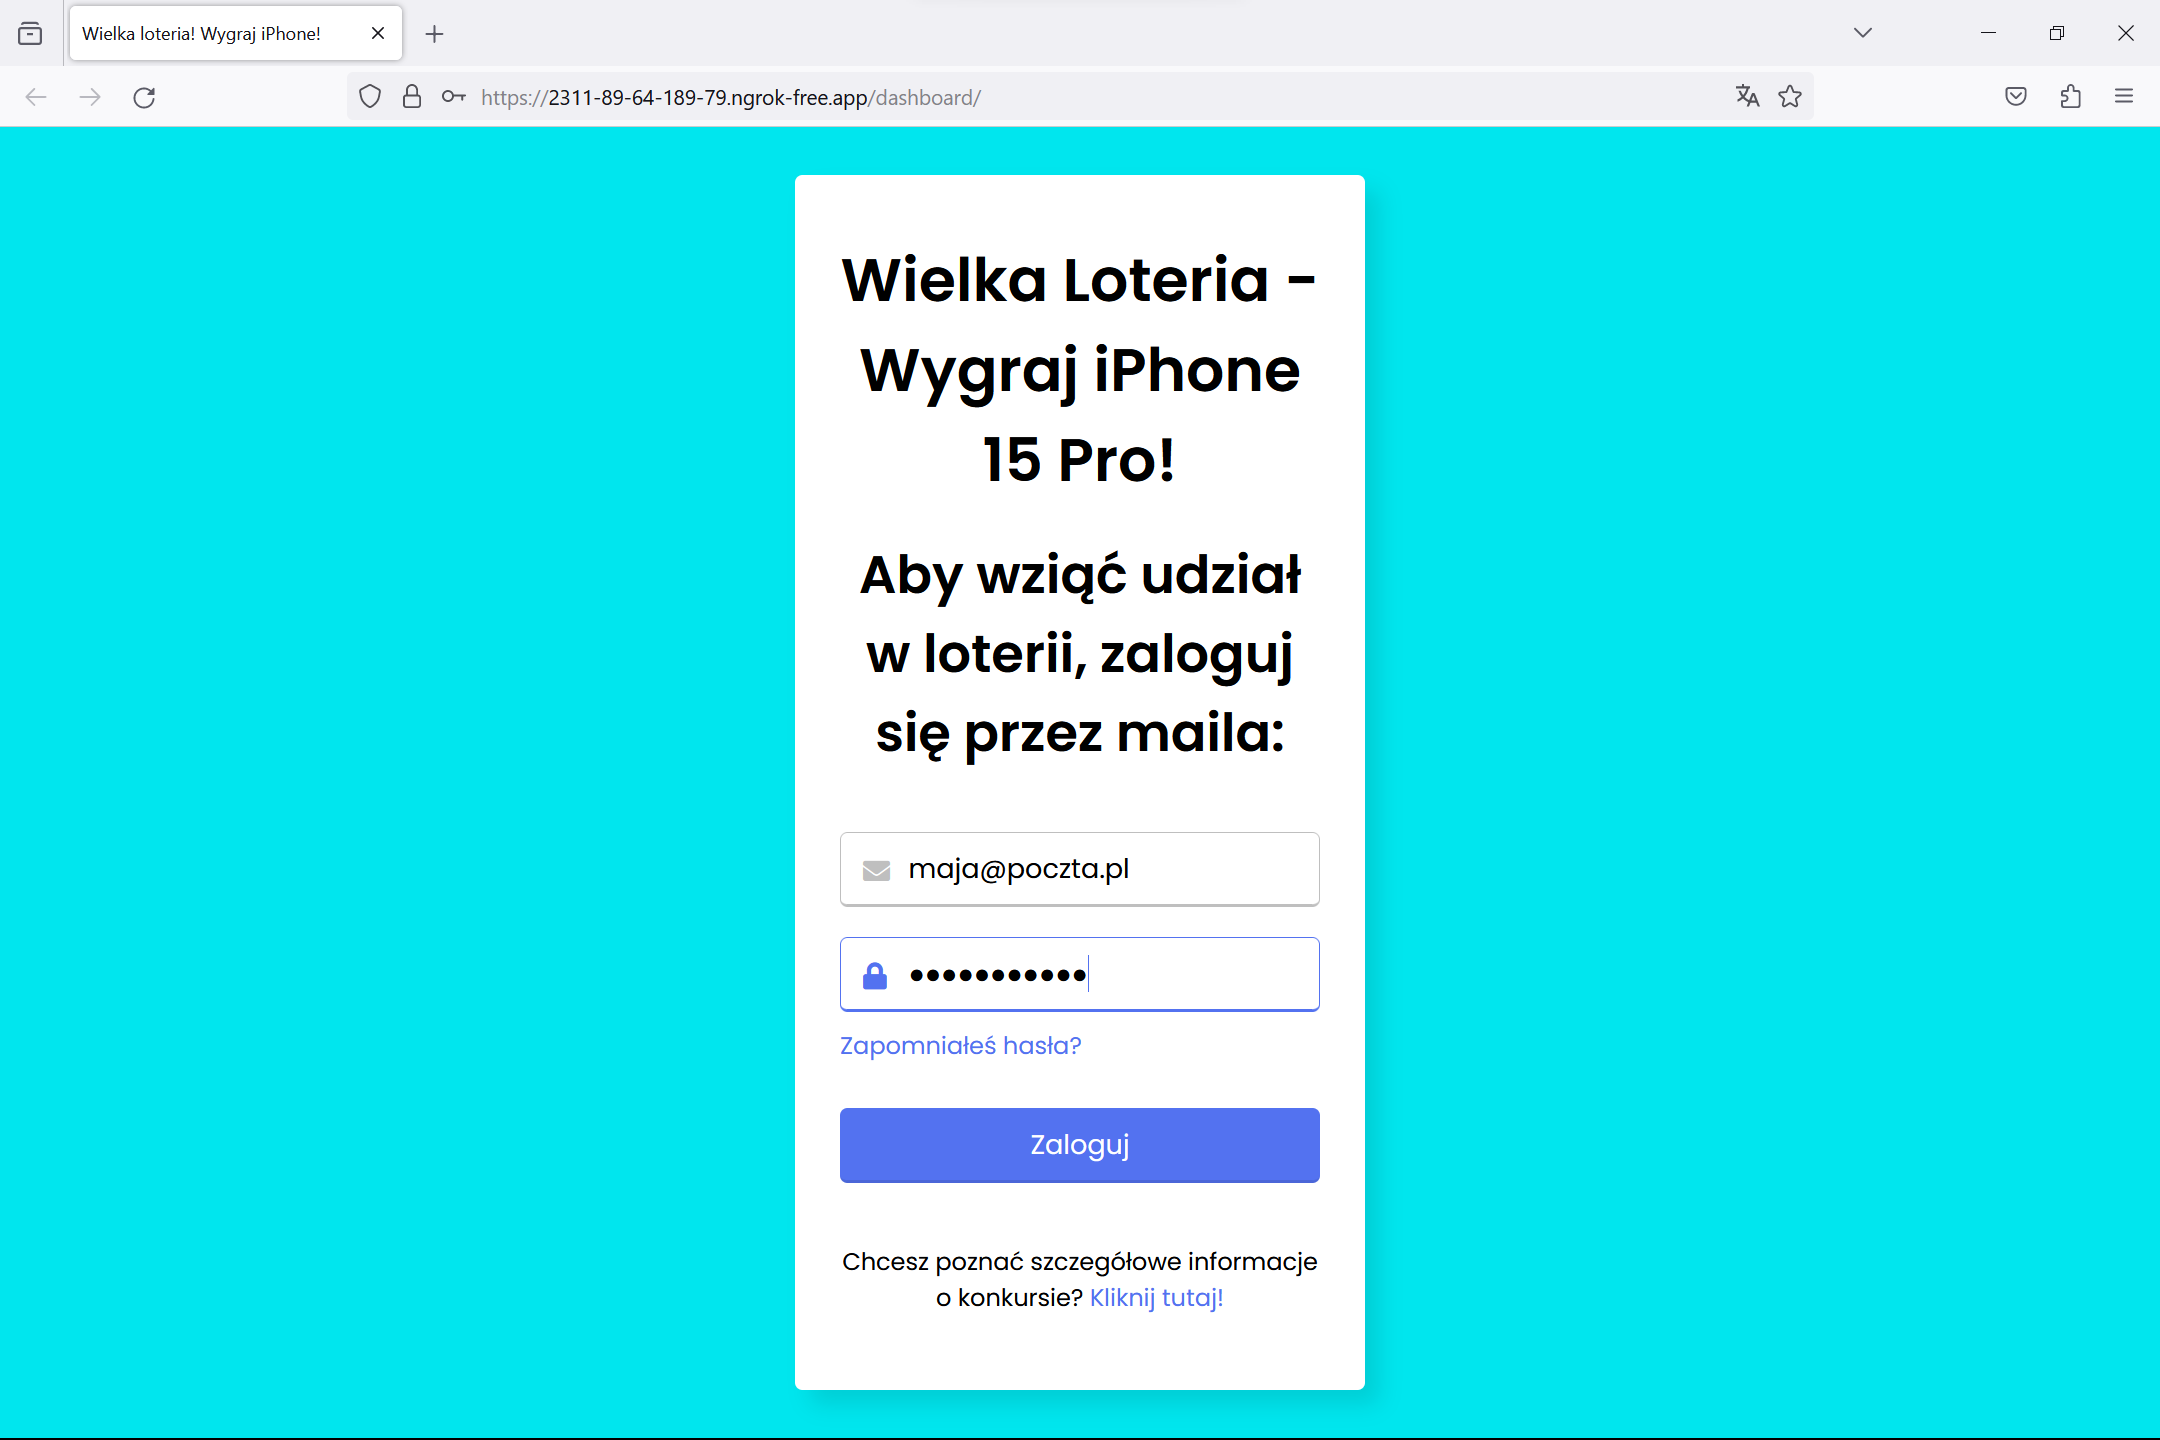 Wielka loteria! Wygraj iPhone!
https://2311-89-64-189-79.ngrok-free.app/dashboard/
Wielka Loteria -
Wygraj iPhone
15 Pro!
Aby wziąć udział
w loterii, zaloguj
się przez maila:
maja@poczta.pl
•••••••••••
Zapomniałeś hasła?
Zaloguj
Chcesz poznać szczegółowe informacje
o konkursie? Kliknij tutaj!